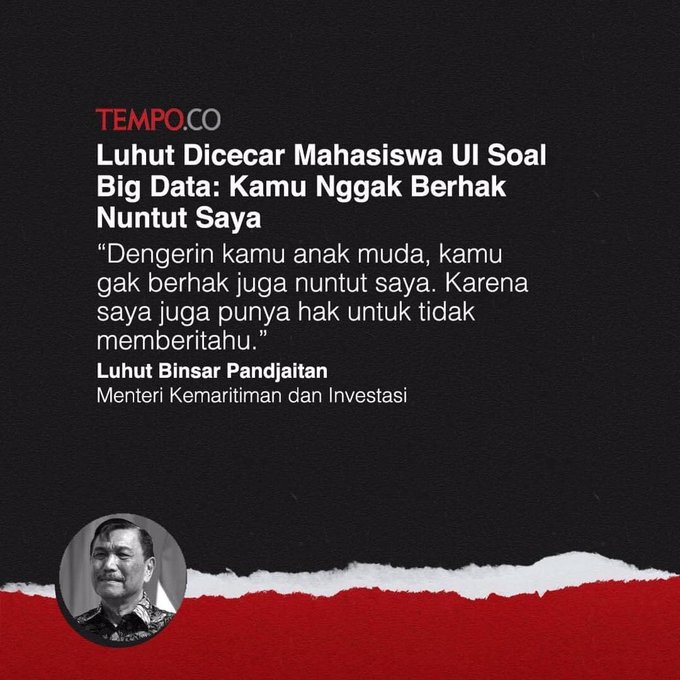 TEMPO.CO
Luhut Dicecar Mahasiswa UI Soal
Big Data: Kamu Nggak Berhak
Nuntut Saya
“Dengerin kamu anak muda, kamu
gak berhak juga nuntut saya. Karena
saya juga punya hak untuk tidak
memberitahu.”
Luhut Binsar Pandjaitan
Menteri Kemaritiman dan Investasi